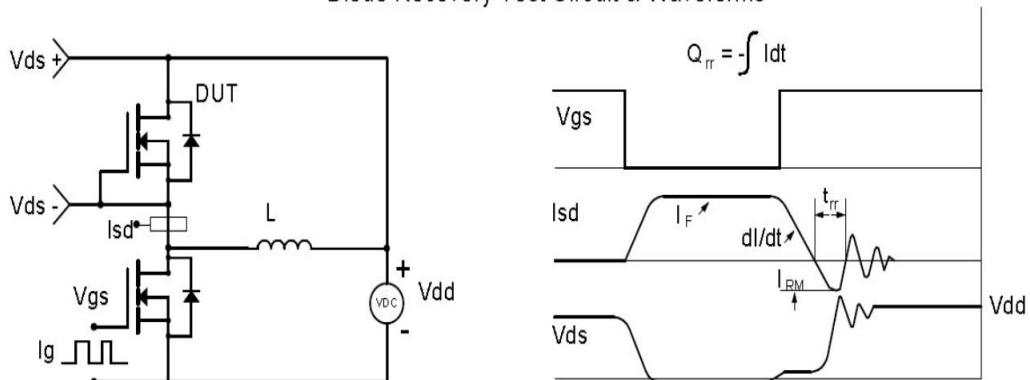 Diode Recovery Test Circuit & Waveforms
Vds +
DUT
Vds -
Isd
L
Vgs
Ig
VDC
+
-
Vdd
Qrr = -∫ Idt
Vgs
Isd
IF
dI/dt
trr
IRM
Vds
Vdd